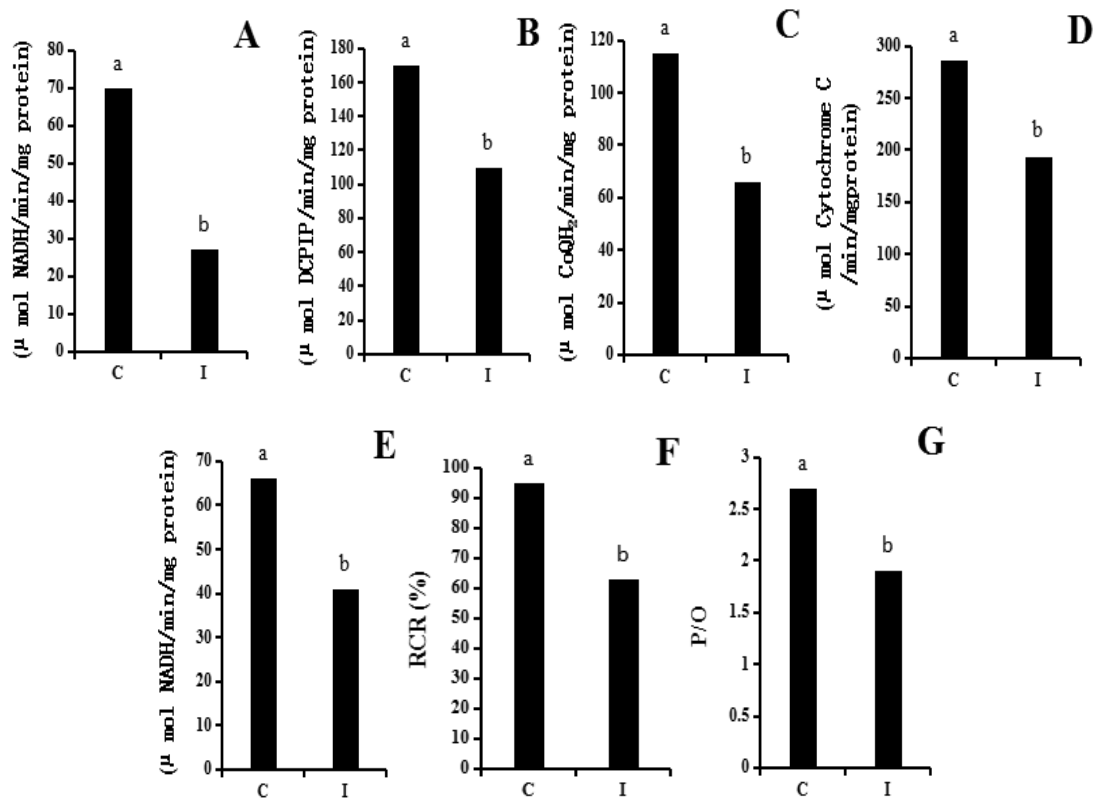 A
(µ mol NADH/min/mg protein)
80
70
60
50
40
30
20
10
0
a
b
C
I
B
(µ mol DCPIP/min/mg protein)
180
160
140
120
100
80
60
40
20
0
a
b
C
I
C
(µ mol CoQH₂/min/mg protein)
120
100
80
60
40
20
0
a
b
C
I
D
(µ mol Cytochrome C
/min/mgprotein)
300
250
200
150
100
50
0
a
b
C
I
E
(µ mol NADH/min/mg protein)
70
60
50
40
30
20
10
0
a
b
C
I
F
RCR (%)
100
90
80
70
60
50
40
30
20
10
0
a
b
C
I
G
P/O
3
2.5
2
1.5
1
0.5
0
a
b
C
I